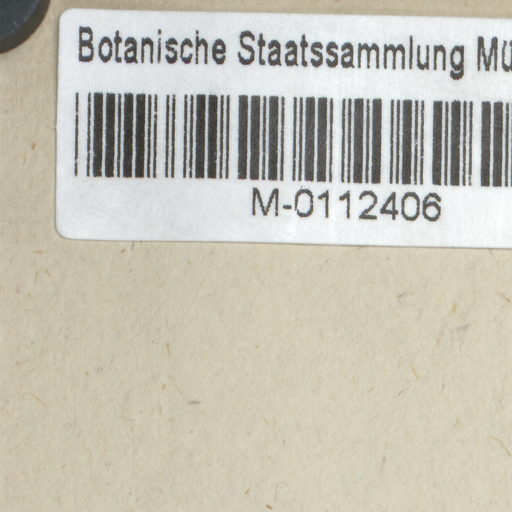 Botanische Staatssammlung Mü
M-0112406